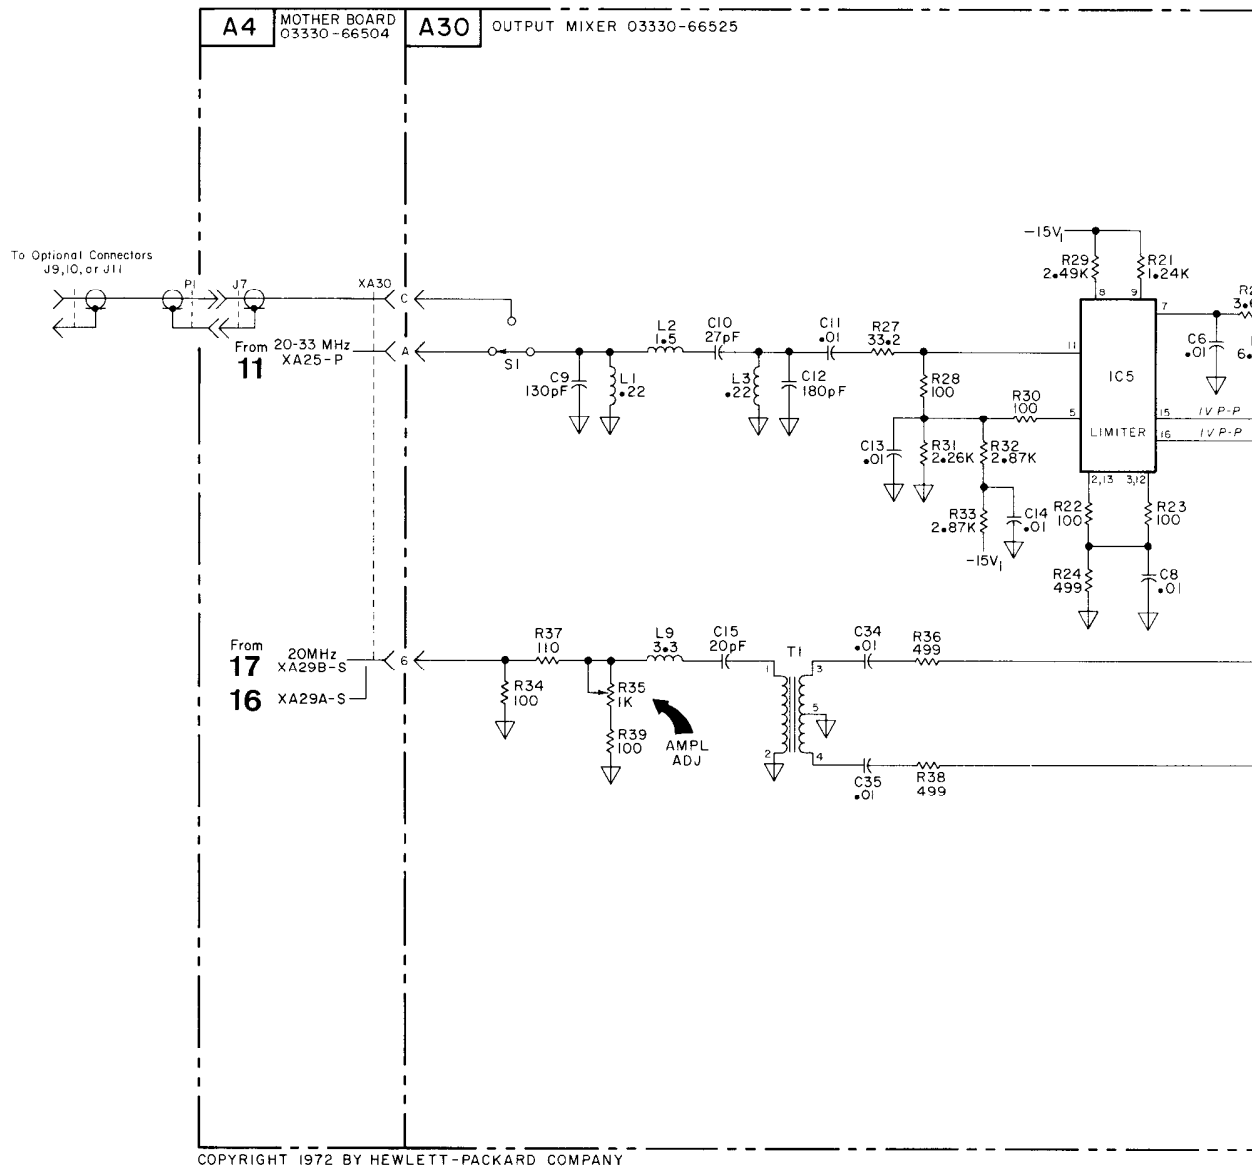 A4
MOTHER BOARD
03330-66504
A30
OUTPUT MIXER 03330-66525
To Optional Connectors
J9,10, or J11
P1
J7
XA30
C
From
11
20-33 MHz
XA25-P
A
S1
C9
130pF
L1
.22
L2
1.5
C10
27pF
L3
.22
C12
180pF
C11
.01
R27
33.2
R28
100
C13
.01
R31
2.26K
R32
2.87K
R30
100
R33
2.87K
C14
.01
-15V1
-15V1
R29
2.49K
R21
1.24K
8
9
7
11
5
IC5
LIMITER
15
16
1V P-P
1V P-P
2,13
3,12
C6
.01
R22
100
R23
100
R24
499
C8
.01
From
17
16
20MHz
XA29B-S
XA29A-S
6
R34
100
R37
110
R35
1K
R39
100
AMPL
ADJ
L9
3.3
C15
20pF
T1
1
2
3
5
4
C34
.01
R36
499
C35
.01
R38
499
COPYRIGHT 1972 BY HEWLETT-PACKARD COMPANY